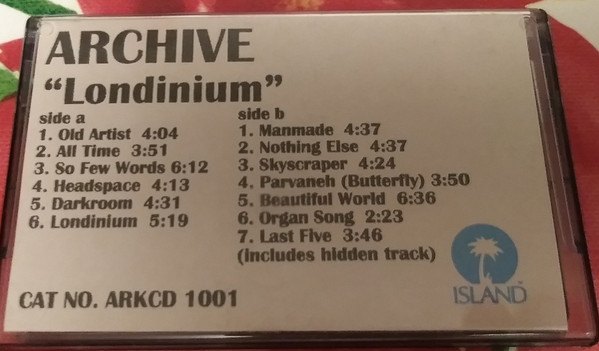 ARCHIVE
“Londinium”
side a
1. Old Artist 4:04
2. All Time 3:51
3. So Few Words 6:12
4. Headspace 4:13
5. Darkroom 4:31
6. Londinium 5:19
side b
1. Manmade 4:37
2. Nothing Else 4:37
3. Skyscraper 4:24
4. Parvaneh (Butterfly) 3:50
5. Beautiful World 6:36
6. Organ Song 2:23
7. Last Five 3:46
(includes hidden track)
CAT NO. ARKCD 1001
ISLAND